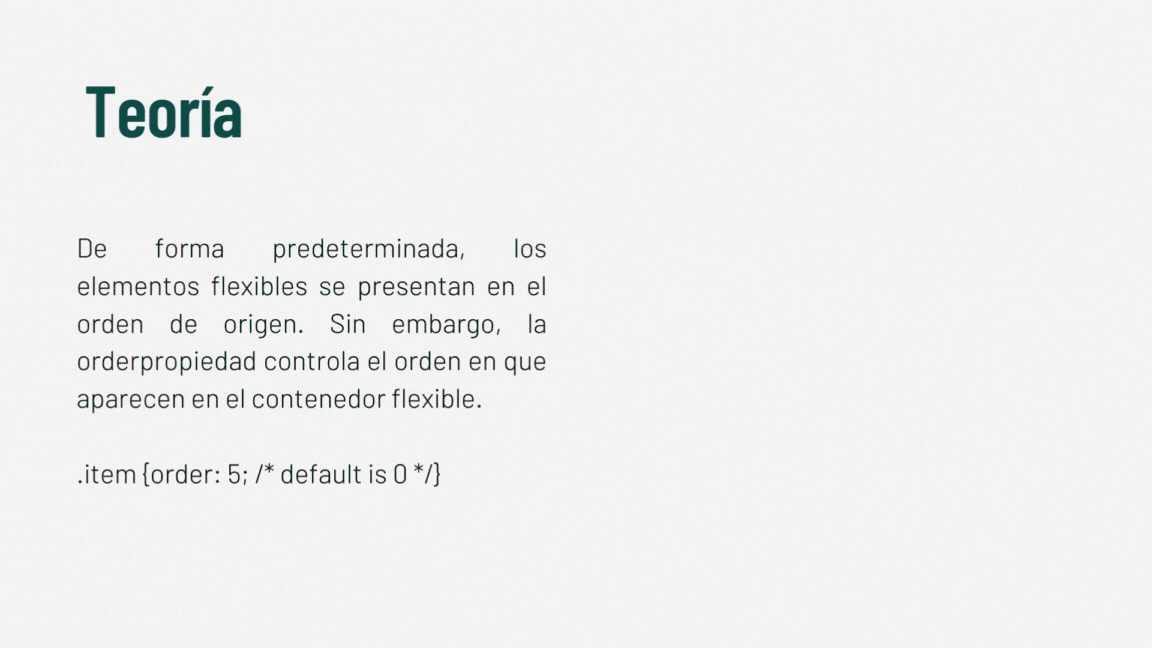 Teoría
De forma predeterminada, los
elementos flexibles se presentan en el
orden de origen. Sin embargo, la
orderpropiedad controla el orden en que
aparecen en el contenedor flexible.
.item {order: 5; /* default is 0 */}